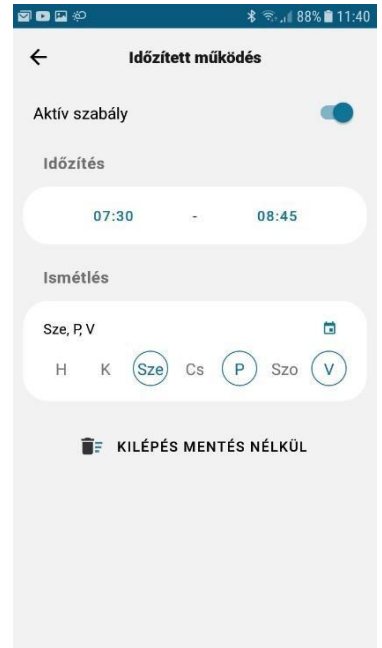 88% 11:40
Időzített működés
Aktív szabály
Időzítés
07:30 - 08:45
Ismétlés
Sze, P, V
H K Sze Cs P Szo V
KILÉPÉS MENTÉS NÉLKÜL